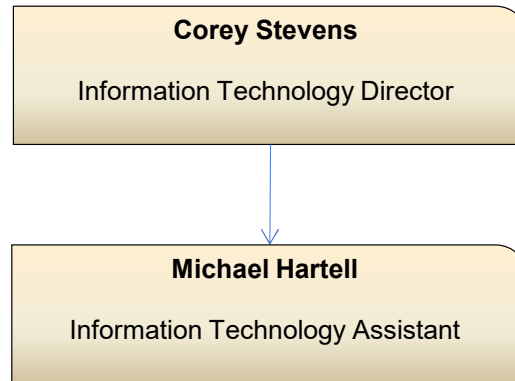 Corey Stevens
Information Technology Director
Michael Hartell
Information Technology Assistant